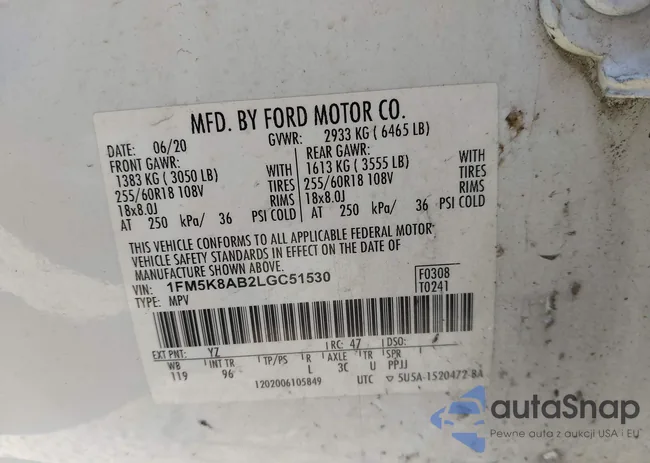 MFD. BY FORD MOTOR CO.
DATE: 06/20 GVWR: 2933 KG ( 6465 LB)
FRONT GAWR: REAR GAWR:
1383 KG ( 3050 LB) WITH 1613 KG ( 3555 LB) WITH
255/60R18 108V TIRES 255/60R18 108V TIRES
18x8.0J RIMS 18x8.0J RIMS
AT 250 kPa/ 36 PSI COLD AT 250 kPa/ 36 PSI COLD
THIS VEHICLE CONFORMS TO ALL APPLICABLE FEDERAL MOTOR
VEHICLE SAFETY STANDARDS IN EFFECT ON THE DATE OF
MANUFACTURE SHOWN ABOVE.
VIN: 1FM5K8AB2LGC51530 F0308
TYPE: MPV T0241
EXT PNT: YZ RC: 47 DSO:
WB INT TR TP/PS R AXLE TR SPR
119 96 L 3C U PPJJ
1202006105849 UTC 5U5A-1520472-BA
autaSnap
Pewne auta z aukcji USA i EU